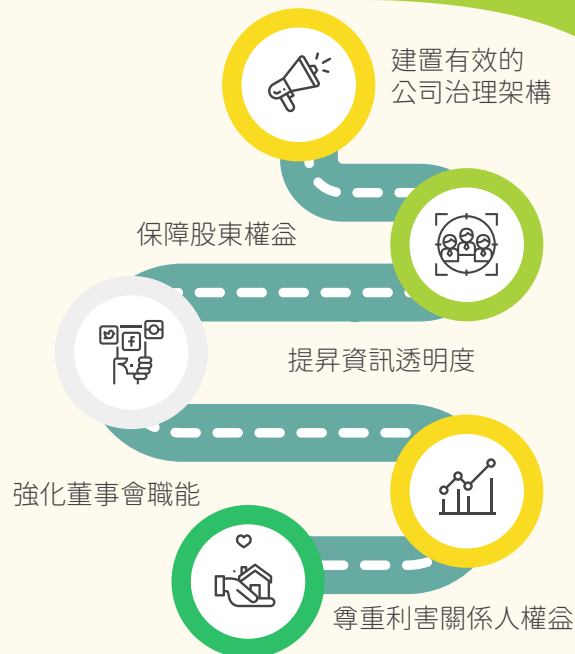 建置有效的
公司治理架構
保障股東權益
提昇資訊透明度
強化董事會職能
尊重利害關係人權益